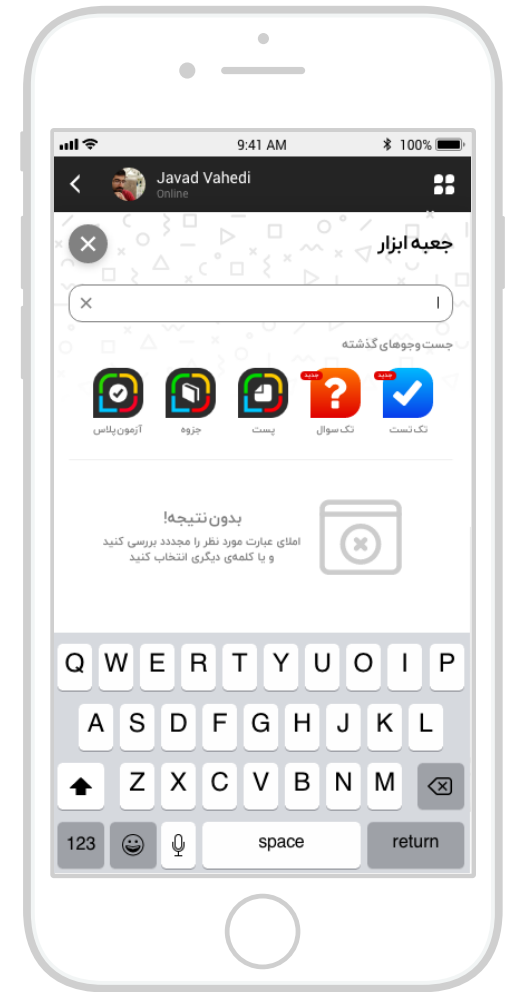 9:41 AM
100%
Javad Vahedi
Online
جعبه ابزار
ا
جست‌وجوهای گذشته
جدید
جدید
تک تست
تک سوال
پست
جزوه
آزمون پلاس
بدون نتیجه!
املای عبارت مورد نظر را مجددد بررسی کنید
و یا کلمه‌ی دیگری انتخاب کنید
Q W E R T Y U O I P
A S D F G H J K L
Z X C V B N M
123 space return